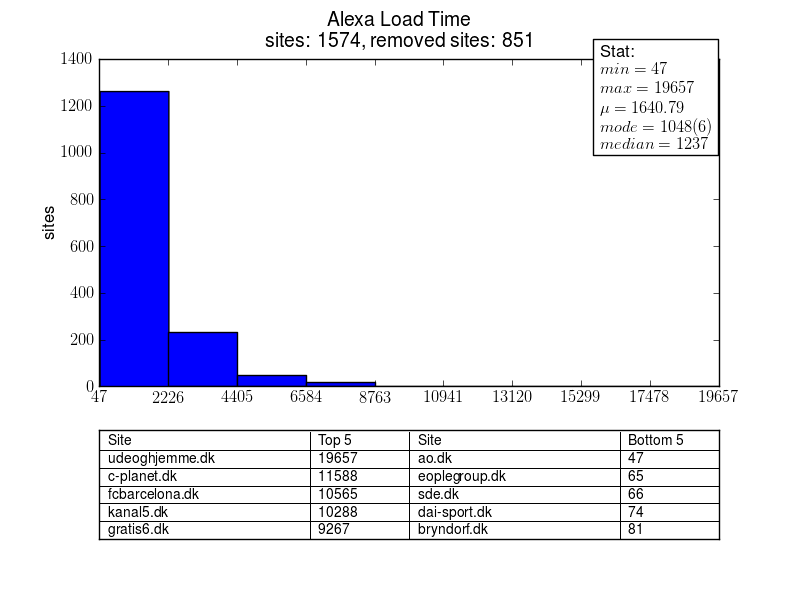 Alexa Load Time
sites: 1574, removed sites: 851
Stat:
min = 47
max = 19657
μ = 1640.79
mode = 1048(6)
median = 1237
1400
1200
1000
800
600
400
200
0
sites
47 2226 4405 6584 8763 10941 13120 15299 17478 19657
Site Top 5 Site Bottom 5
udeoghjemme.dk 19657 ao.dk 47
c-planet.dk 11588 eoplegroup.dk 65
fcbarcelona.dk 10565 sde.dk 66
kanal5.dk 10288 dai-sport.dk 74
gratis6.dk 9267 bryndorf.dk 81